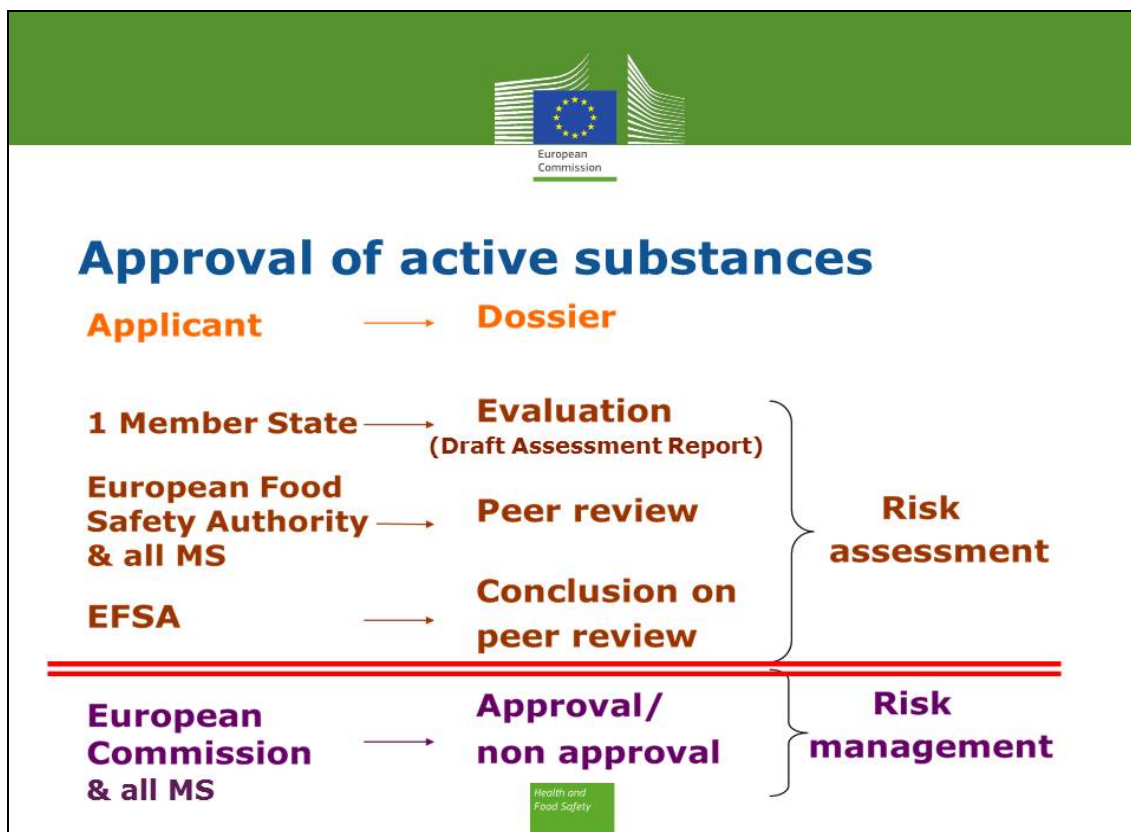 European
Commission
Approval of active substances
Applicant
Dossier
1 Member State
Evaluation
(Draft Assessment Report)
European Food
Safety Authority
& all MS
Peer review
EFSA
Conclusion on
peer review
Risk
assessment
European
Commission
& all MS
Approval/
non approval
Risk
management
Health and
Food Safety